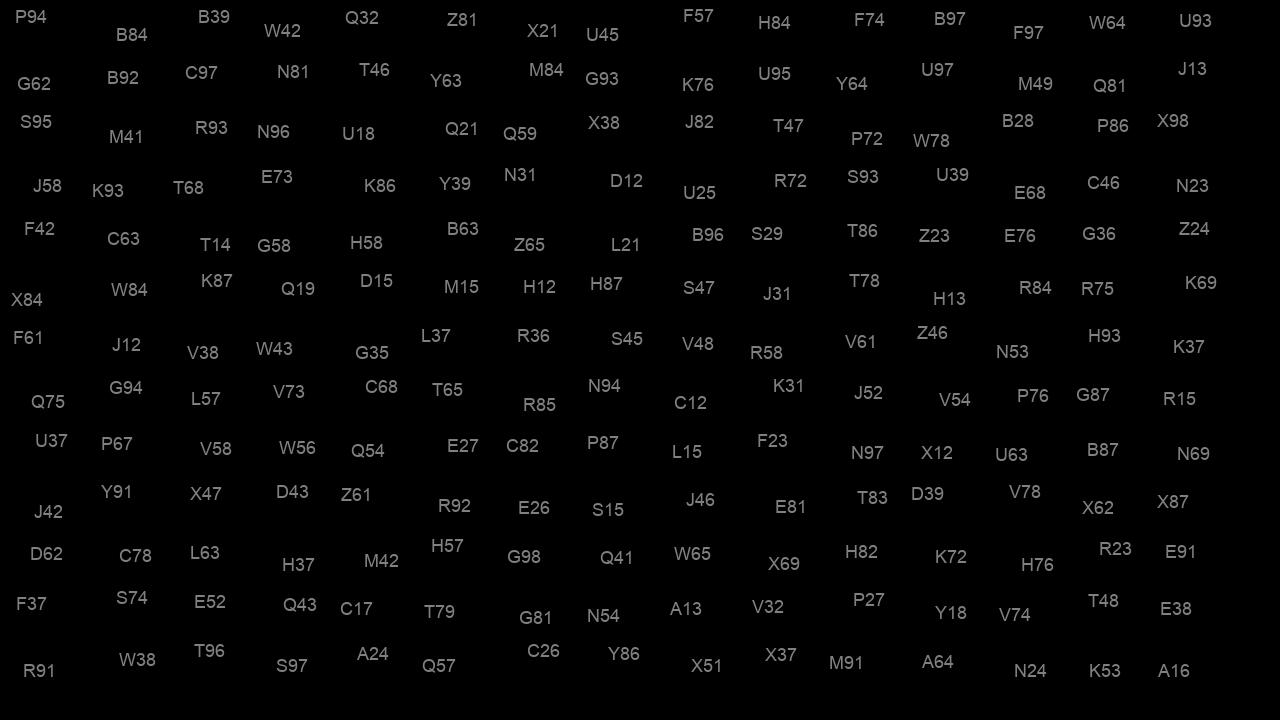 P94 B84 B39 W42 Q32 Z81 X21 U45 F57 H84 F74 B97 F97 W64 U93
G62 B92 C97 N81 T46 Y63 M84 G93 K76 U95 Y64 U97 M49 Q81 J13
S95 M41 R93 N96 U18 Q21 Q59 X38 J82 T47 P72 W78 B28 P86 X98
J58 K93 T68 E73 K86 Y39 N31 D12 U25 R72 S93 U39 E68 C46 N23
F42 C63 T14 G58 H58 B63 Z65 L21 B96 S29 T86 Z23 E76 G36 Z24
X84 W84 K87 Q19 D15 M15 H12 H87 S47 J31 T78 H13 R84 R75 K69
F61 J12 V38 W43 G35 L37 R36 S45 V48 R58 V61 Z46 N53 H93 K37
Q75 G94 L57 V73 C68 T65 R85 N94 C12 K31 J52 V54 P76 G87 R15
U37 P67 V58 W56 Q54 E27 C82 P87 L15 F23 N97 X12 U63 B87 N69
J42 Y91 X47 D43 Z61 R92 E26 S15 J46 E81 T83 D39 V78 X62 X87
D62 C78 L63 H37 M42 H57 G98 Q41 W65 X69 H82 K72 H76 R23 E91
F37 S74 E52 Q43 C17 T79 G81 N54 A13 V32 P27 Y18 V74 T48 E38
R91 W38 T96 S97 A24 Q57 C26 Y86 X51 X37 M91 A64 N24 K53 A16